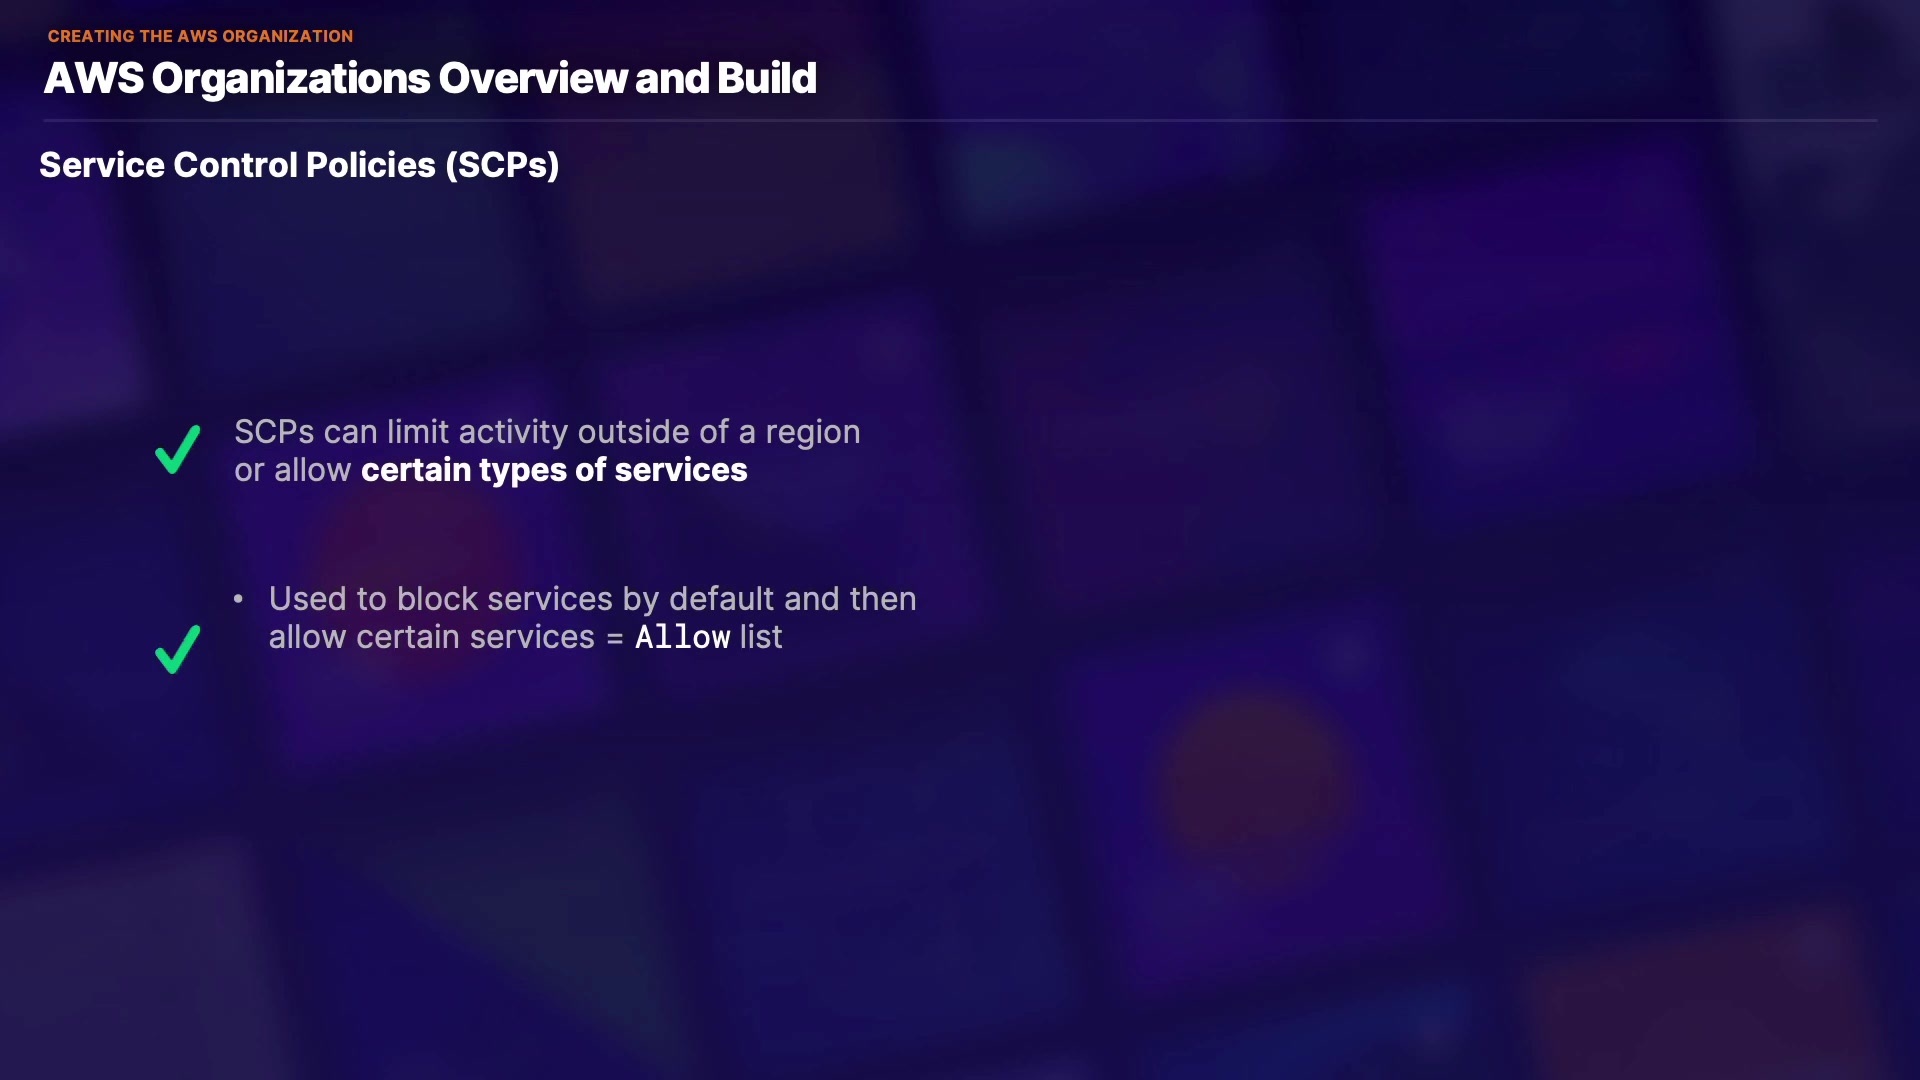 CREATING THE AWS ORGANIZATION
AWS Organizations Overview and Build
Service Control Policies (SCPs)
SCPs can limit activity outside of a region
or allow certain types of services
• Used to block services by default and then
allow certain services = Allow list